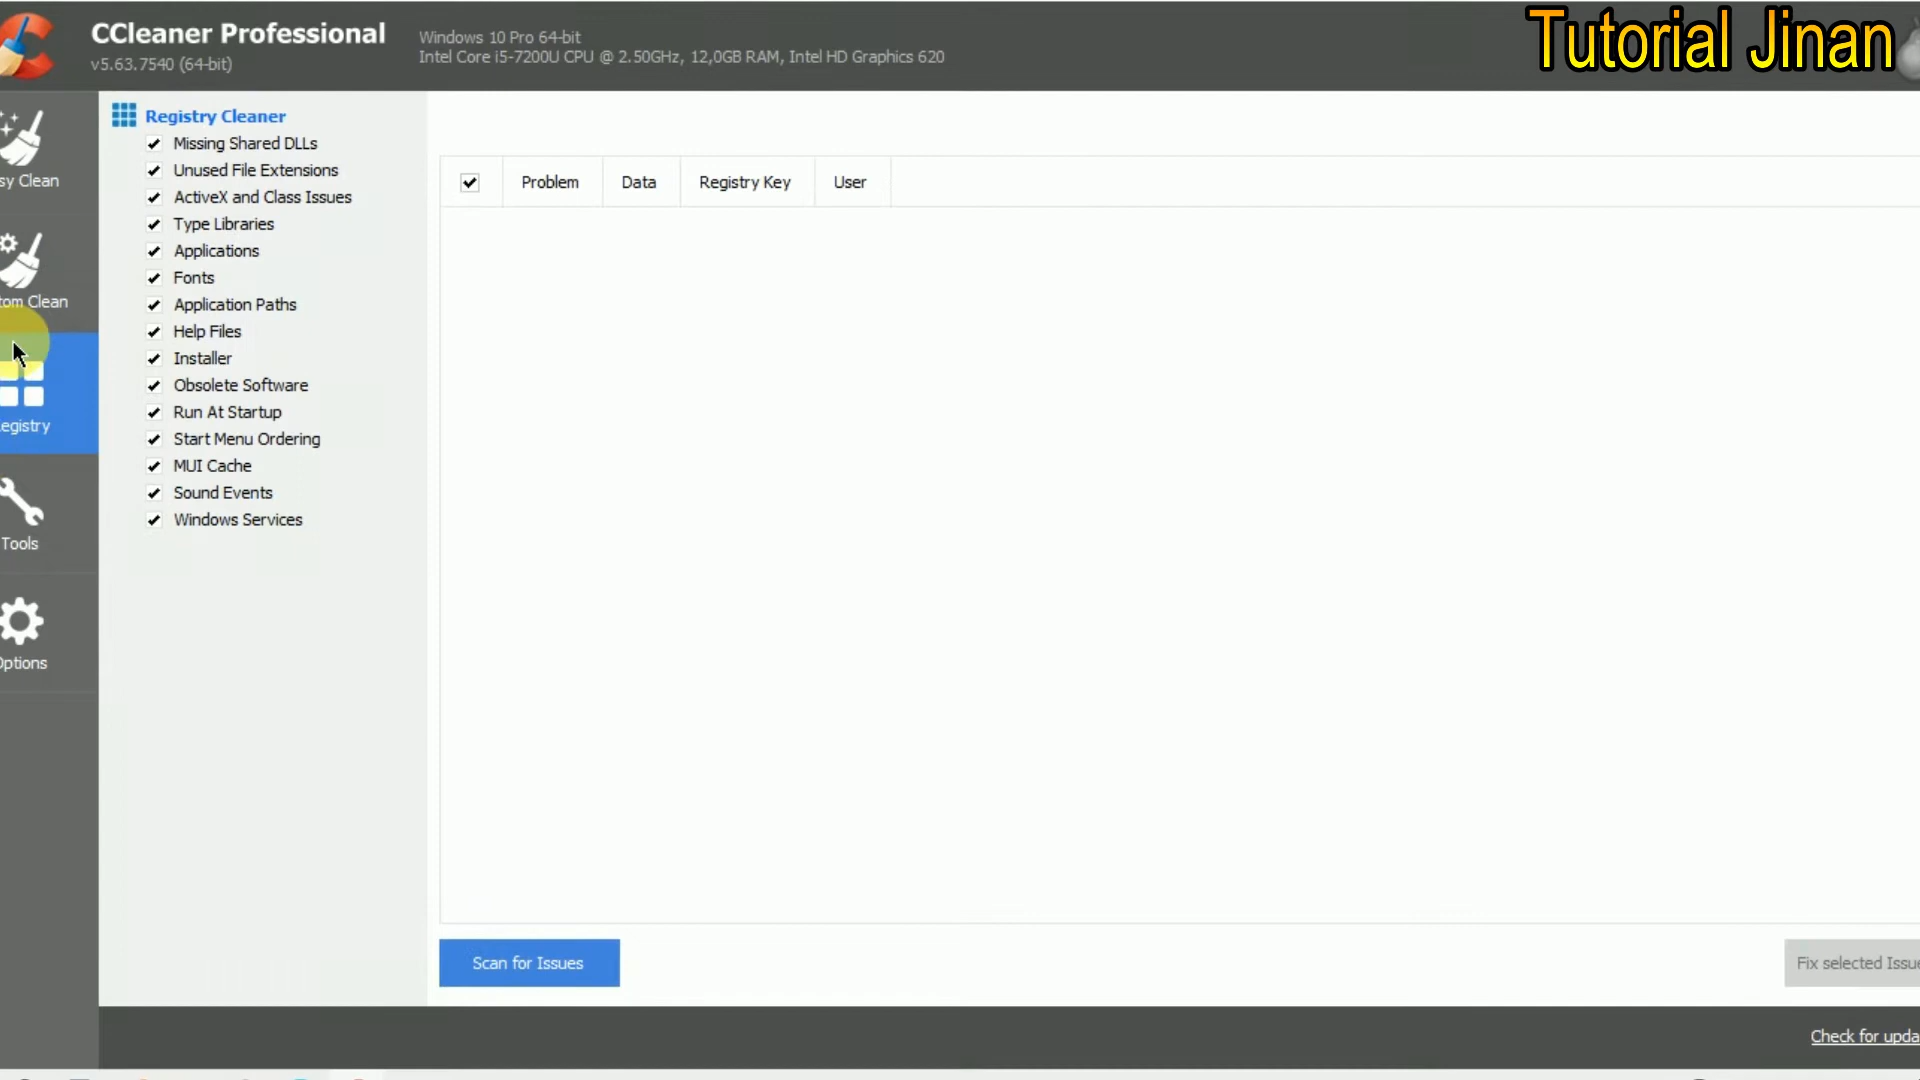 CCleaner Professional
v5.63.7540 (64-bit)
Windows 10 Pro 64-bit
Intel Core i5-7200U CPU @ 2.50GHz, 12,0GB RAM, Intel HD Graphics 620
Tutorial Jinan
sy Clean
tom Clean
egistry
Tools
Options
Registry Cleaner
Missing Shared DLLs
Unused File Extensions
ActiveX and Class Issues
Type Libraries
Applications
Fonts
Application Paths
Help Files
Installer
Obsolete Software
Run At Startup
Start Menu Ordering
MUI Cache
Sound Events
Windows Services
Problem Data Registry Key User
Scan for Issues
Fix selected Issue
Check for upda